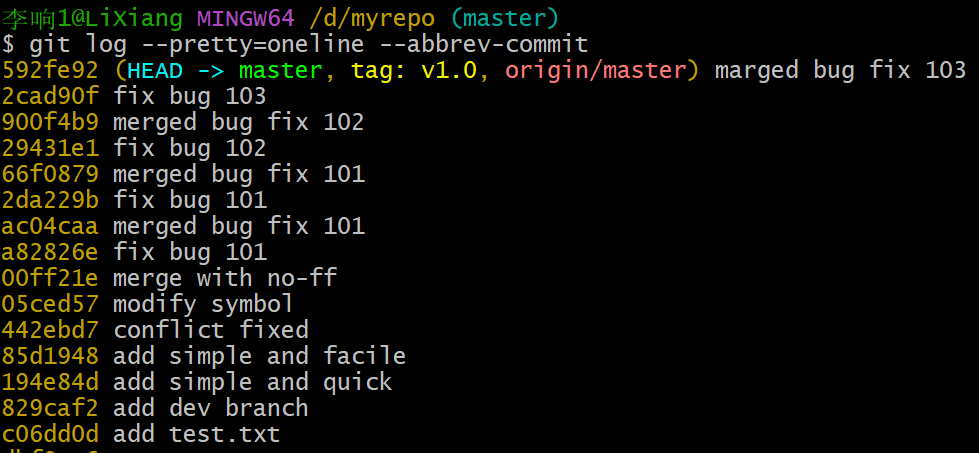 李响1@LiXiang MINGW64 /d/myrepo (master)
$ git log --pretty=oneline --abbrev-commit
592fe92 (HEAD -> master, tag: v1.0, origin/master) marged bug fix 103
2cad90f fix bug 103
900f4b9 merged bug fix 102
29431e1 fix bug 102
66f0879 merged bug fix 101
2da229b fix bug 101
ac04caa merged bug fix 101
a82826e fix bug 101
00ff21e merge with no-ff
05ced57 modify symbol
442ebd7 conflict fixed
85d1948 add simple and facile
194e84d add simple and quick
829caf2 add dev branch
c06dd0d add test.txt